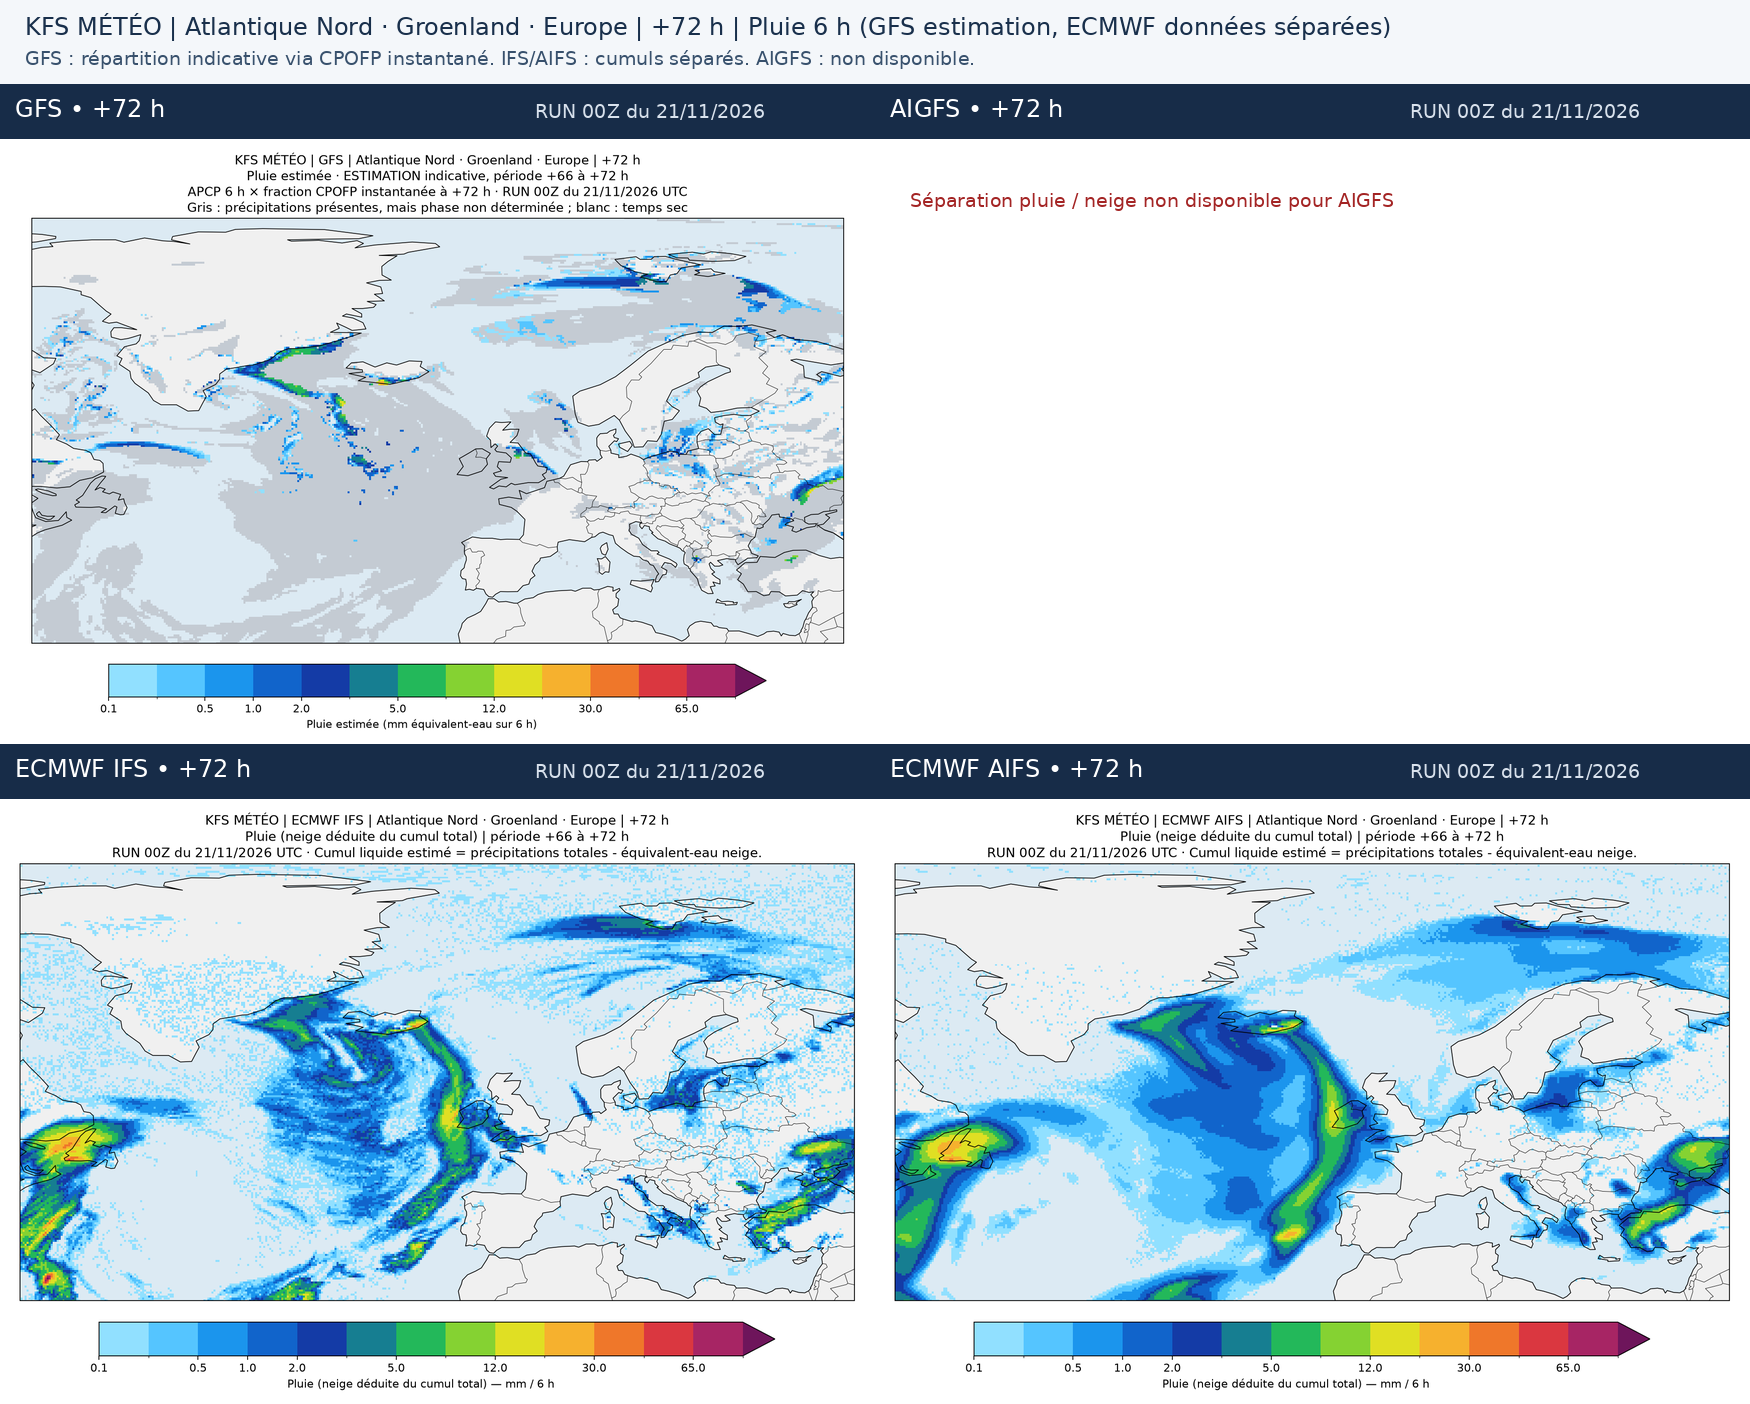 KFS MÉTÉO | Atlantique Nord · Groenland · Europe | +72 h | Pluie 6 h (GFS estimation, ECMWF données séparées)
GFS : répartition indicative via CPOFP instantané. IFS/AIFS : cumuls séparés. AIGFS : non disponible.
GFS • +72 h
RUN 00Z du 21/11/2026
AIGFS • +72 h
RUN 00Z du 21/11/2026
KFS MÉTÉO | GFS | Atlantique Nord · Groenland · Europe | +72 h
Pluie estimée · ESTIMATION indicative, période +66 à +72 h
APCP 6 h × fraction CPOFP instantanée à +72 h · RUN 00Z du 21/11/2026 UTC
Gris : précipitations présentes, mais phase non déterminée ; blanc : temps sec
Séparation pluie / neige non disponible pour AIGFS
0.1 0.5 1.0 2.0 5.0 12.0 30.0 65.0
Pluie estimée (mm équivalent-eau sur 6 h)
ECMWF IFS • +72 h
RUN 00Z du 21/11/2026
ECMWF AIFS • +72 h
RUN 00Z du 21/11/2026
KFS MÉTÉO | ECMWF IFS | Atlantique Nord · Groenland · Europe | +72 h
Pluie (neige déduite du cumul total) | période +66 à +72 h
RUN 00Z du 21/11/2026 UTC · Cumul liquide estimé = précipitations totales - équivalent-eau neige.
0.1 0.5 1.0 2.0 5.0 12.0 30.0 65.0
Pluie (neige déduite du cumul total) — mm / 6 h
KFS MÉTÉO | ECMWF AIFS | Atlantique Nord · Groenland · Europe | +72 h
Pluie (neige déduite du cumul total) | période +66 à +72 h
RUN 00Z du 21/11/2026 UTC · Cumul liquide estimé = précipitations totales - équivalent-eau neige.
0.1 0.5 1.0 2.0 5.0 12.0 30.0 65.0
Pluie (neige déduite du cumul total) — mm / 6 h